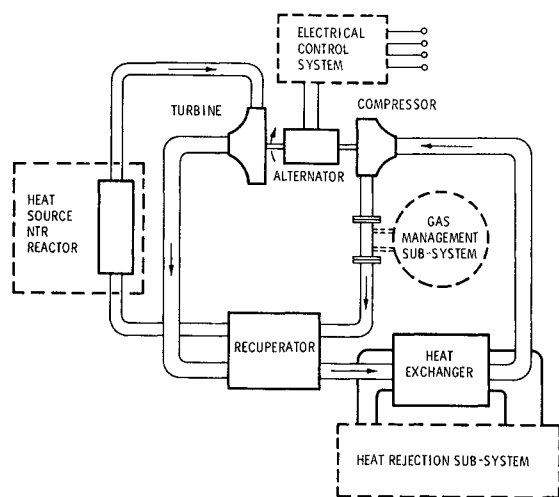 ELECTRICAL
CONTROL
SYSTEM
TURBINE
COMPRESSOR
ALTERNATOR
HEAT
SOURCE
NTR
REACTOR
GAS
MANAGEMENT
SUB-SYSTEM
RECUPERATOR
HEAT
EXCHANGER
HEAT REJECTION SUB-SYSTEM